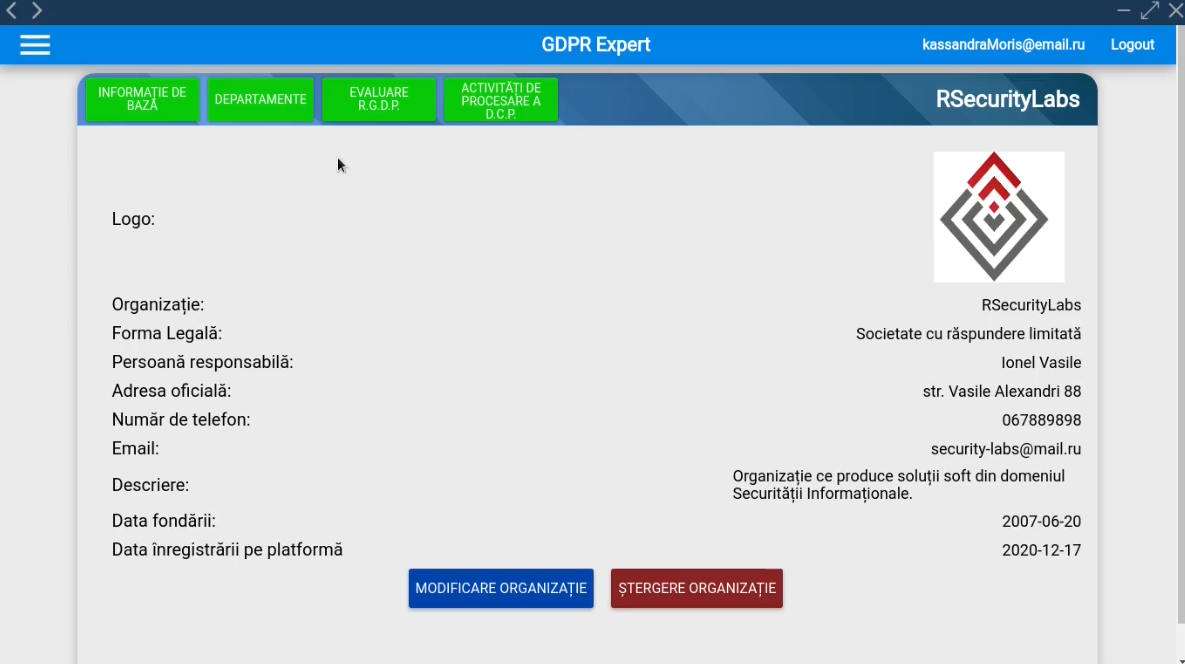 GDPR Expert
kassandraMoris@email.ru
Logout
INFORMAȚIE DE
BAZĂ
DEPARTAMENTE
EVALUARE
R.G.D.P.
ACTIVITĂȚI DE
PROCESARE A
D.C.P.
RSecurityLabs
Logo:
Organizație: RSecurityLabs
Forma Legală: Societate cu răspundere limitată
Persoană responsabilă: Ionel Vasile
Adresa oficială: str. Vasile Alexandri 88
Număr de telefon: 067889898
Email: security-labs@mail.ru
Descriere: Organizație ce produce soluții soft din domeniul
Securității Informaționale.
Data fondării: 2007-06-20
Data înregistrării pe platformă 2020-12-17
MODIFICARE ORGANIZAȚIE
ȘTERGERE ORGANIZAȚIE